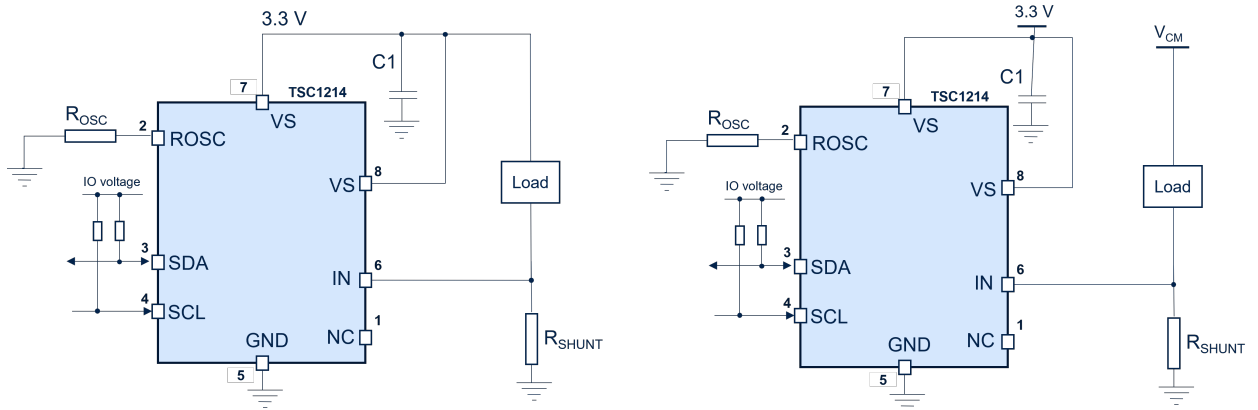 3.3 V
C1
7
TSC1214
VS
ROSC
2
ROSC
8
VS
Load
IO voltage
3
SDA
6
IN
4
SCL
1
NC
GND
RSHUNT
5
3.3 V
VCM
C1
7
TSC1214
VS
ROSC
2
ROSC
8
VS
Load
IO voltage
3
SDA
6
IN
4
SCL
1
NC
GND
RSHUNT
5